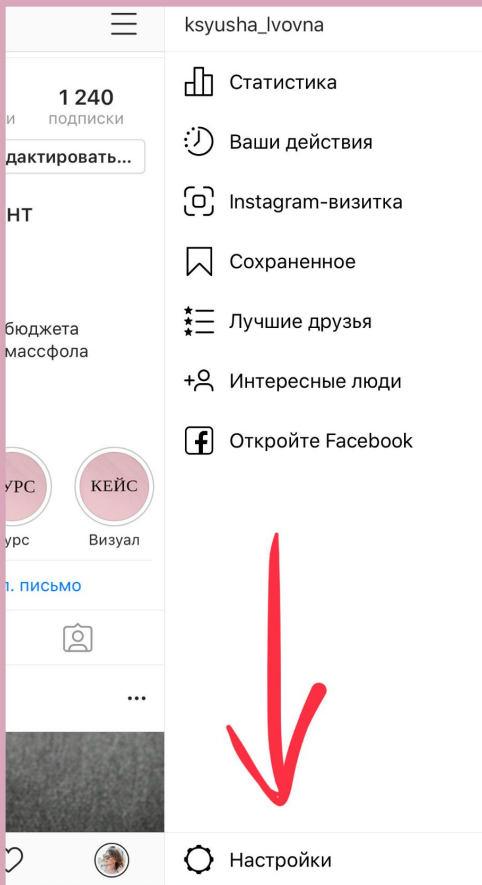 ksyusha_lvovna
1 240
подписки
дактировать...
НТ
бюджета
массфола
УРС
КЕЙС
урс
Визуал
л. письмо
Статистика
Ваши действия
Instagram-визитка
Сохраненное
Лучшие друзья
Интересные люди
Откройте Facebook
Настройки